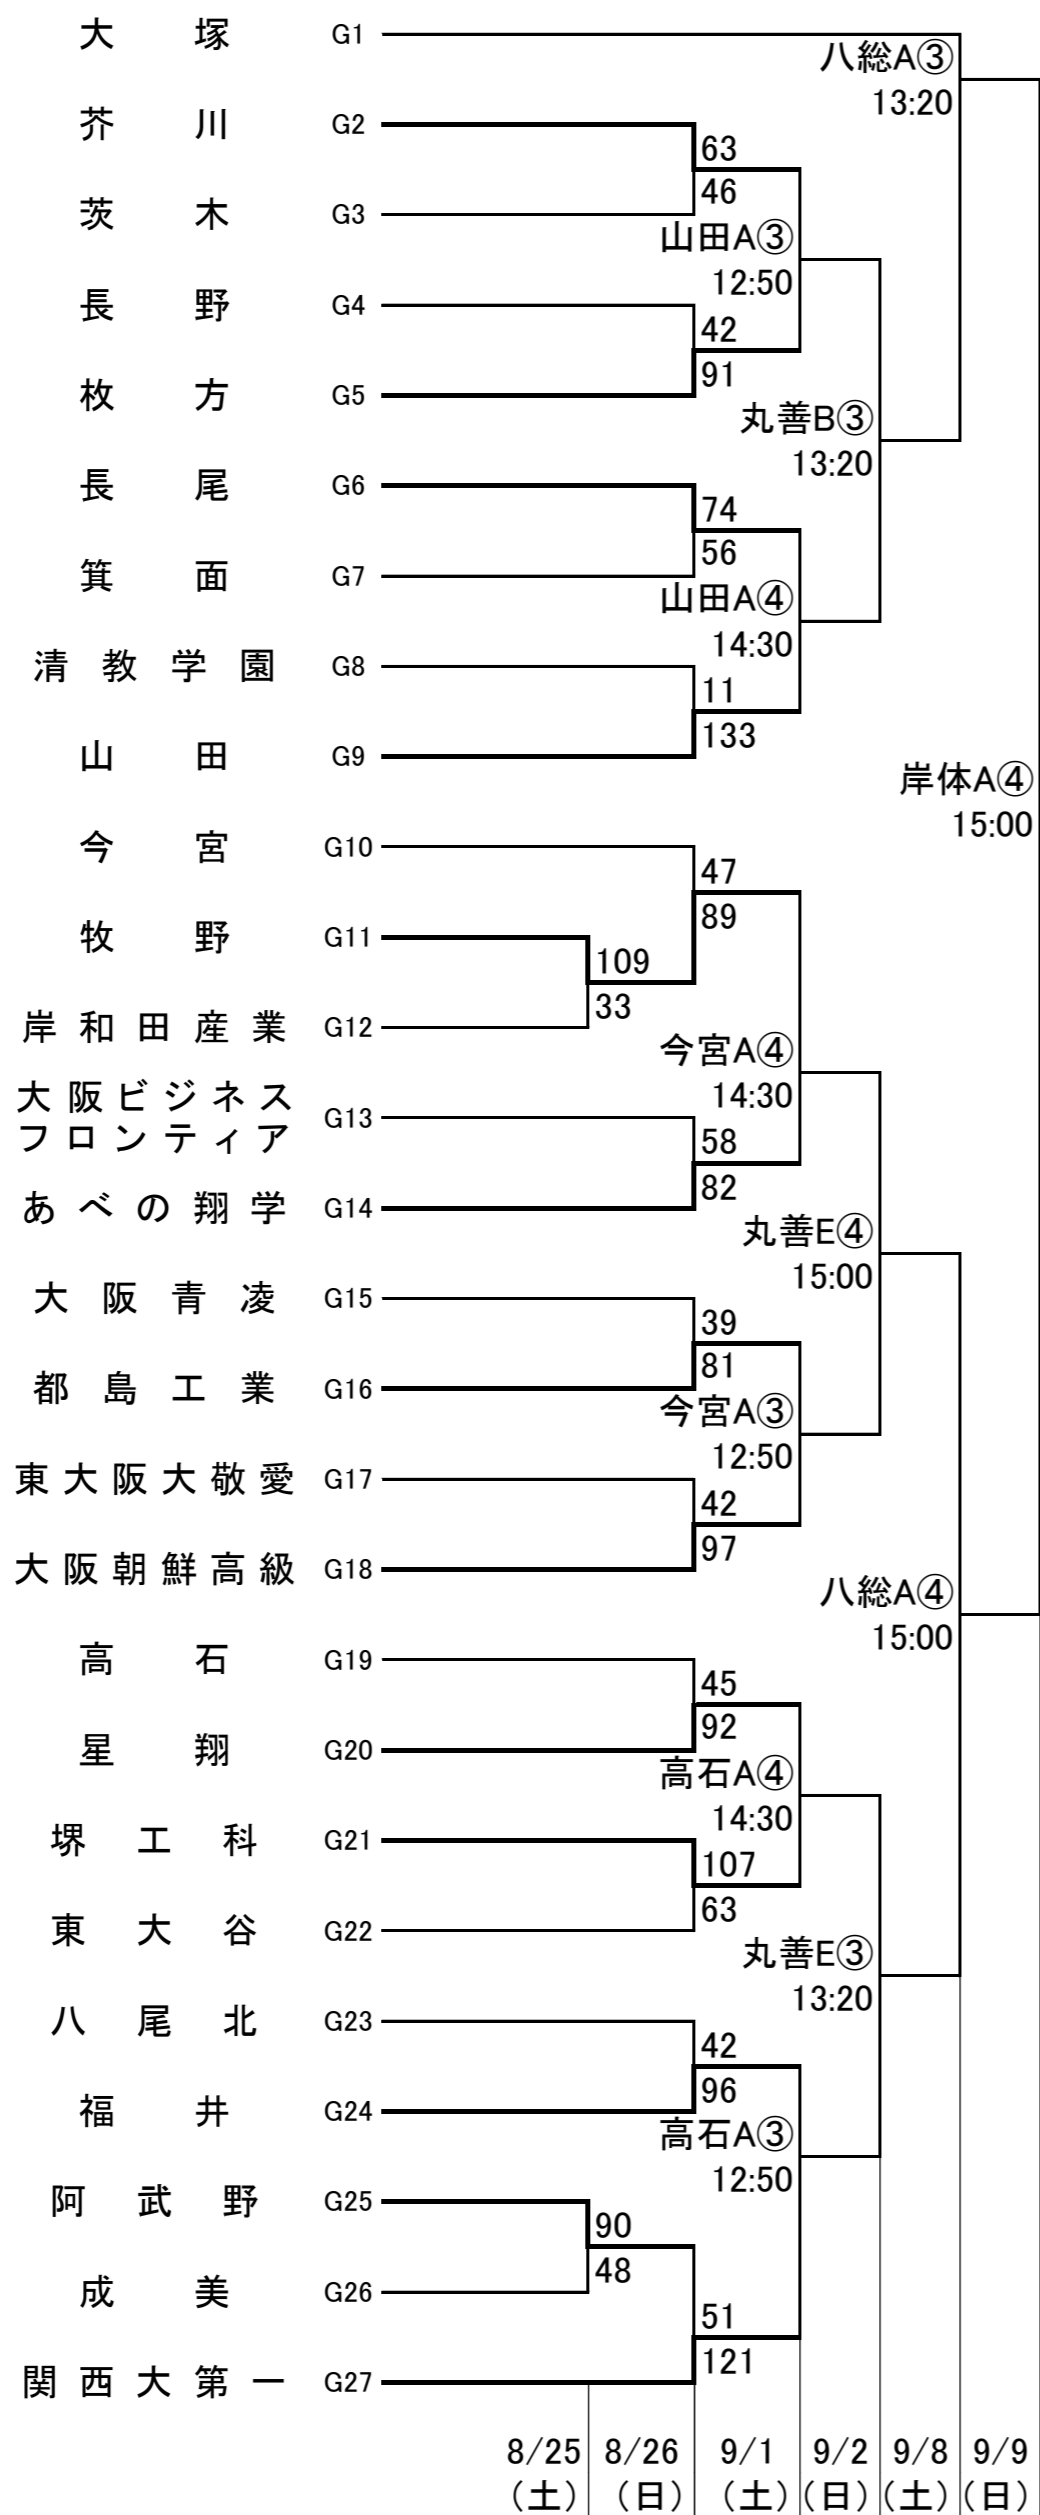 大塚 G1
八総A③
13:20
芥川 G2
63
46
茨木 G3
山田A③
12:50
長野 G4
42
91
枚方 G5
丸善B③
13:20
長尾 G6
74
56
箕面 G7
山田A④
14:30
清教学園 G8
11
133
山田 G9
岸体A④
15:00
今宮 G10
47
89
牧野 G11
109
33
岸和田産業 G12
今宮A④
14:30
大阪ビジネス
フロンティア G13
58
82
あべの翔学 G14
丸善E④
15:00
大阪青凌 G15
39
81
都島工業 G16
今宮A③
12:50
東大阪大敬愛 G17
42
97
大阪朝鮮高級 G18
八総A④
15:00
高石 G19
45
92
星翔 G20
高石A④
14:30
堺工科 G21
107
63
東大谷 G22
丸善E③
13:20
八尾北 G23
42
96
福井 G24
高石A③
12:50
阿武野 G25
90
48
成美 G26
51
121
関西大第一 G27
8/25 8/26 9/1 9/2 9/8 9/9
(土) (日) (土) (日) (土) (日)